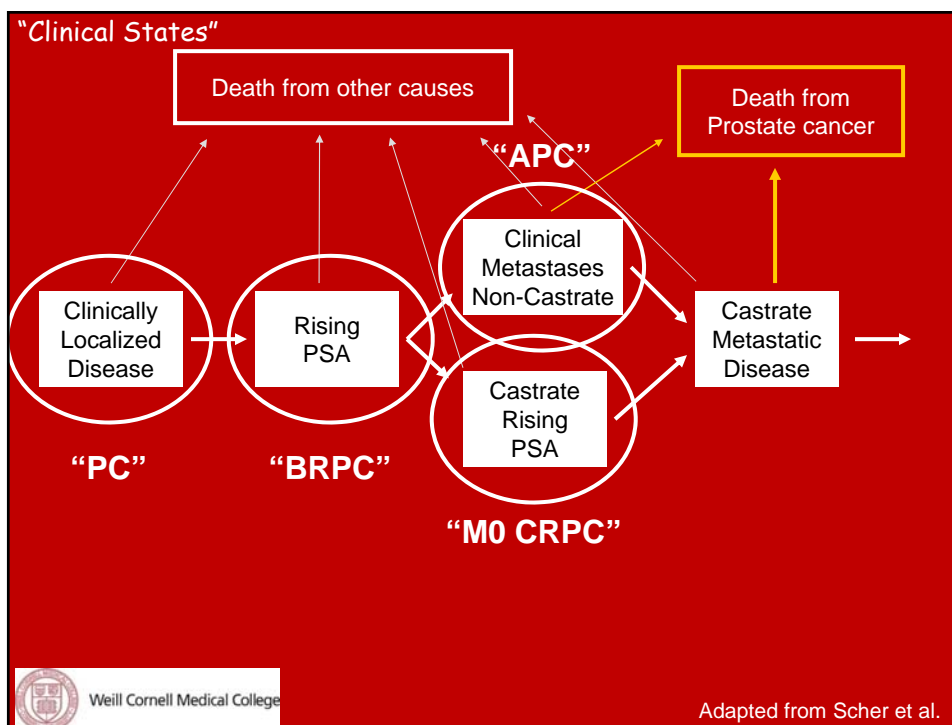 “Clinical States”
Death from other causes
Death from
Prostate cancer
“APC”
Clinical
Metastases
Non-Castrate
Clinically
Localized
Disease
Rising
PSA
Castrate
Metastatic
Disease
Castrate
Rising
PSA
“PC”
“BRPC”
“M0 CRPC”
Weill Cornell Medical College
Adapted from Scher et al.